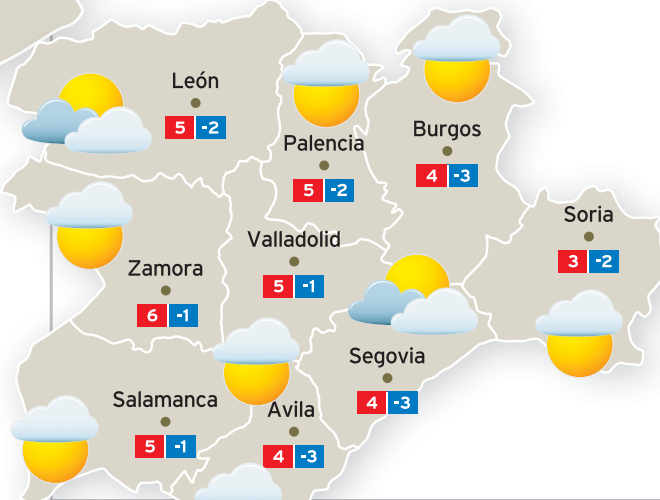 León
5 -2
Palencia
5 -2
Burgos
4 -3
Soria
3 -2
Valladolid
5 -1
Zamora
6 -1
Segovia
4 -3
Salamanca
5 -1
Avila
4 -3